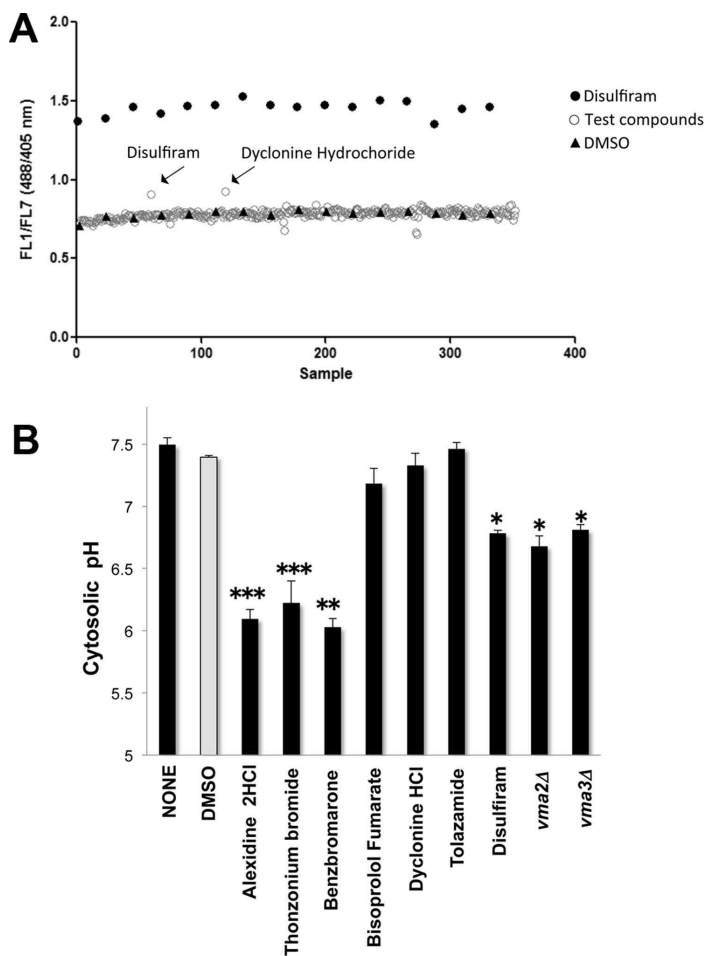 A
FL1/FL7 (488/405 nm)
2.0
1.5
1.0
0.5
0.0
0
100
200
300
400
Sample
Disulfiram
Dyclonine Hydrochoride
Disulfiram
Test compounds
DMSO
B
Cytosolic pH
7.5
7
6.5
6
5.5
5
***
***
**
*
*
*
NONE
DMSO
Alexidine 2HCl
Thonzonium bromide
Benzbromarone
Bisoprolol Fumarate
Dyclonine HCl
Tolazamide
Disulfiram
vma2Δ
vma3Δ